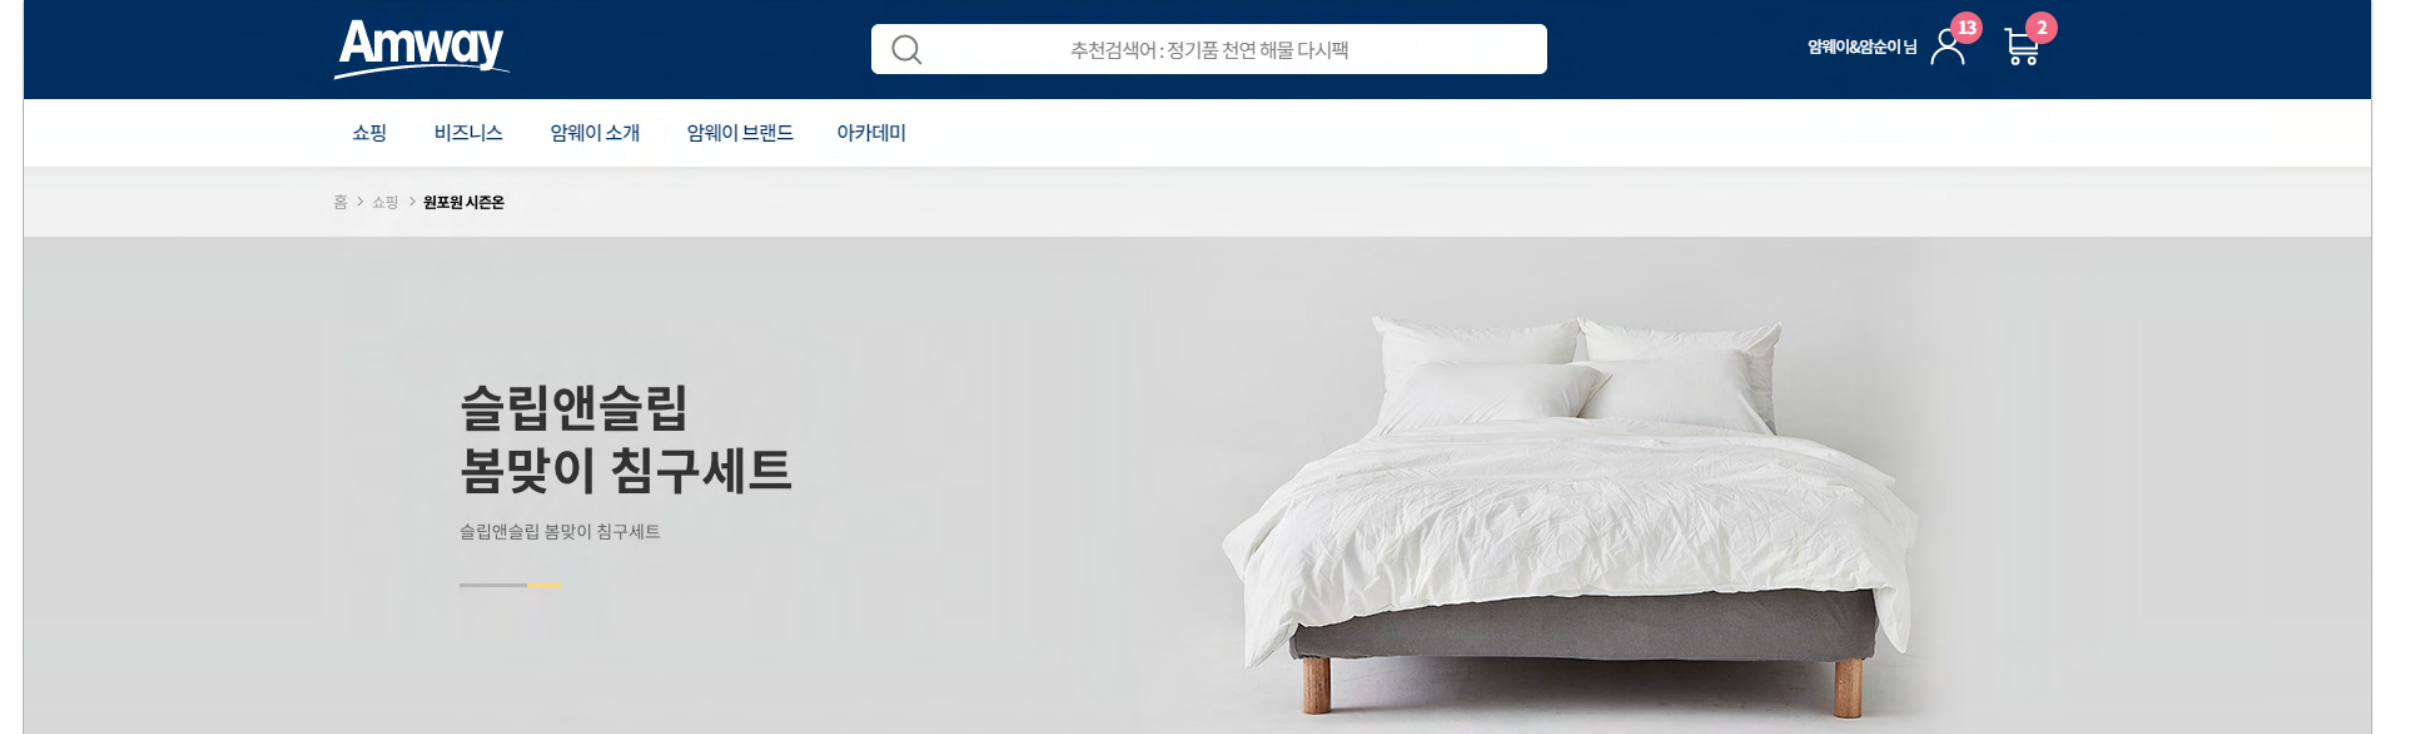 Amway
추천검색어 : 정기품 천연 해물 다시팩
암웨이&암순이 님
13
2
쇼핑 비즈니스 암웨이 소개 암웨이 브랜드 아카데미
홈 > 쇼핑 > 원포원 시즌온
슬립앤슬립
봄맞이 침구세트
슬립앤슬립 봄맞이 침구세트